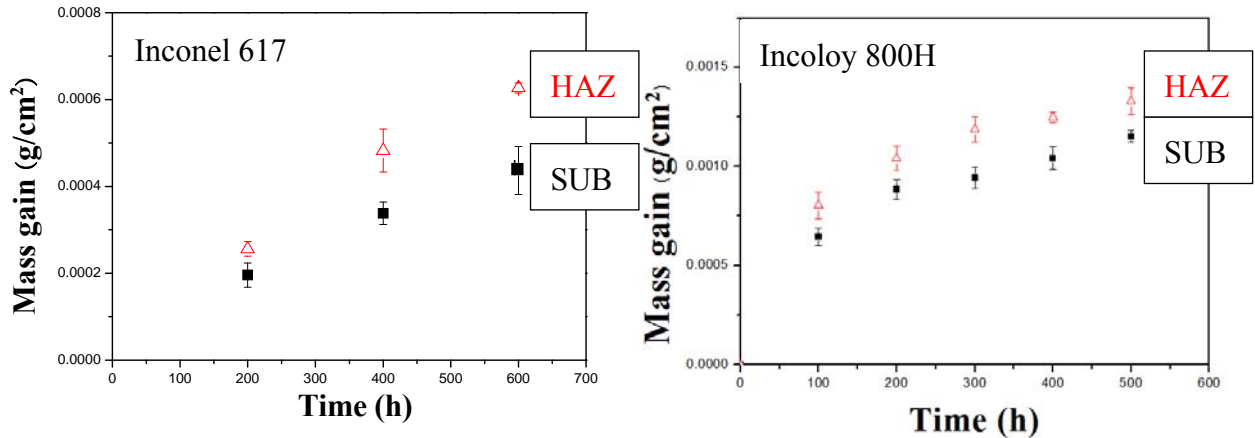 Inconel 617
HAZ
SUB
Mass gain (g/cm²)
0.0008
0.0006
0.0004
0.0002
0.0000
0 100 200 300 400 500 600 700
Time (h)
Incoloy 800H
HAZ
SUB
Mass gain (g/cm²)
0.0015
0.0010
0.0005
0.0000
0 100 200 300 400 500 600
Time (h)